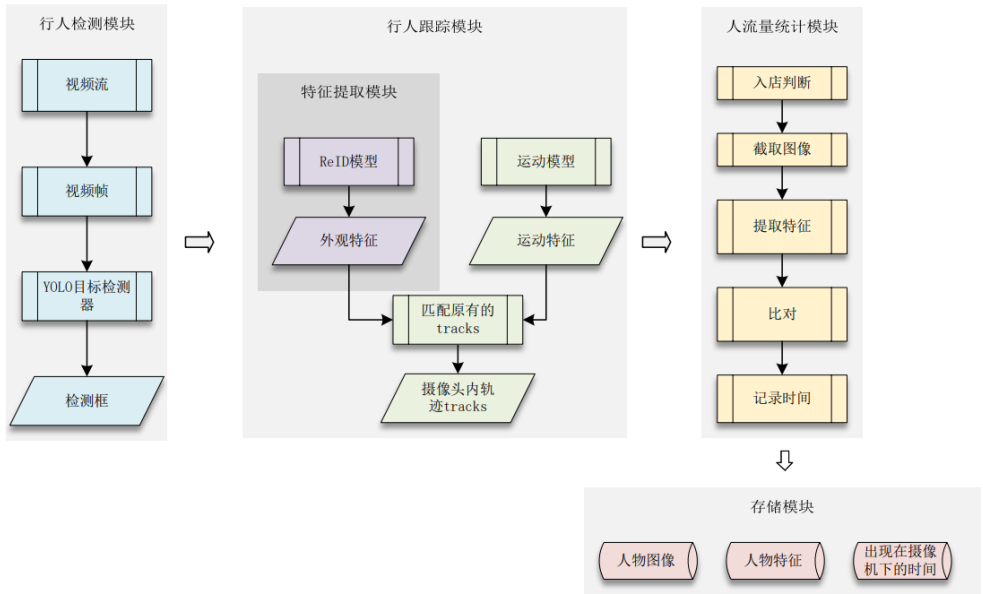 行人检测模块
视频流
视频帧
YOLO目标检测
器
检测框
行人跟踪模块
特征提取模块
ReID模型
外观特征
运动模型
运动特征
匹配原有的
tracks
摄像头内轨
迹tracks
人流量统计模块
入店判断
截取图像
提取特征
比对
记录时间
存储模块
人物图像
人物特征
出现在摄像
机下的时间